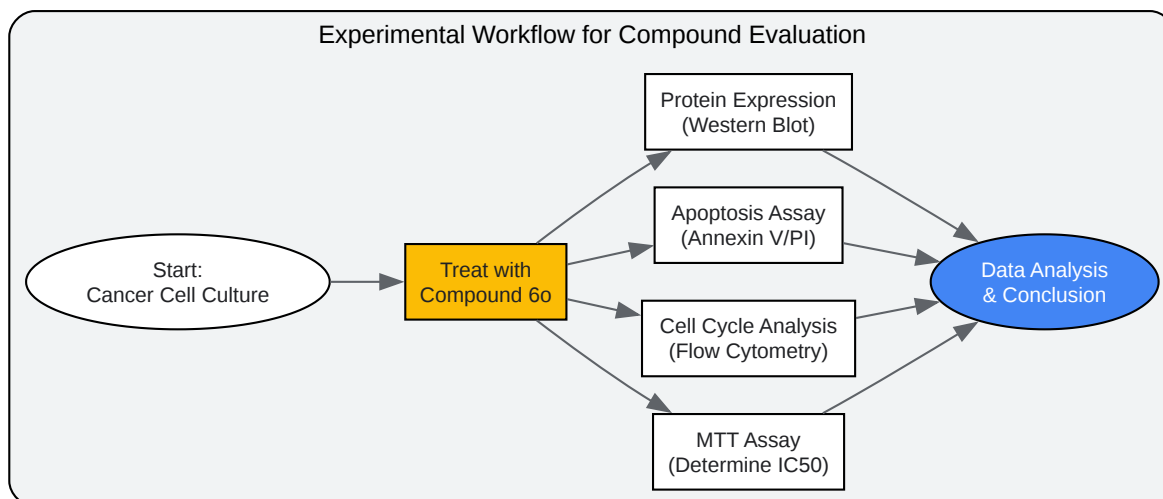 Experimental Workflow for Compound Evaluation
Protein Expression
(Western Blot)
Apoptosis Assay
(Annexin V/PI)
Start:
Cancer Cell Culture
Treat with
Compound 6o
Data Analysis
& Conclusion
Cell Cycle Analysis
(Flow Cytometry)
MTT Assay
(Determine IC50)